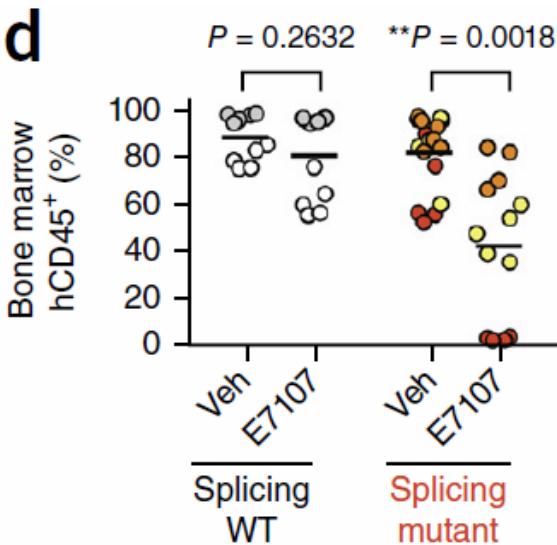 d
P = 0.2632
**P = 0.0018
Bone marrow
hCD45+ (%)
100
80
60
40
20
0
Veh
E7107
Veh
E7107
Splicing
WT
Splicing
mutant